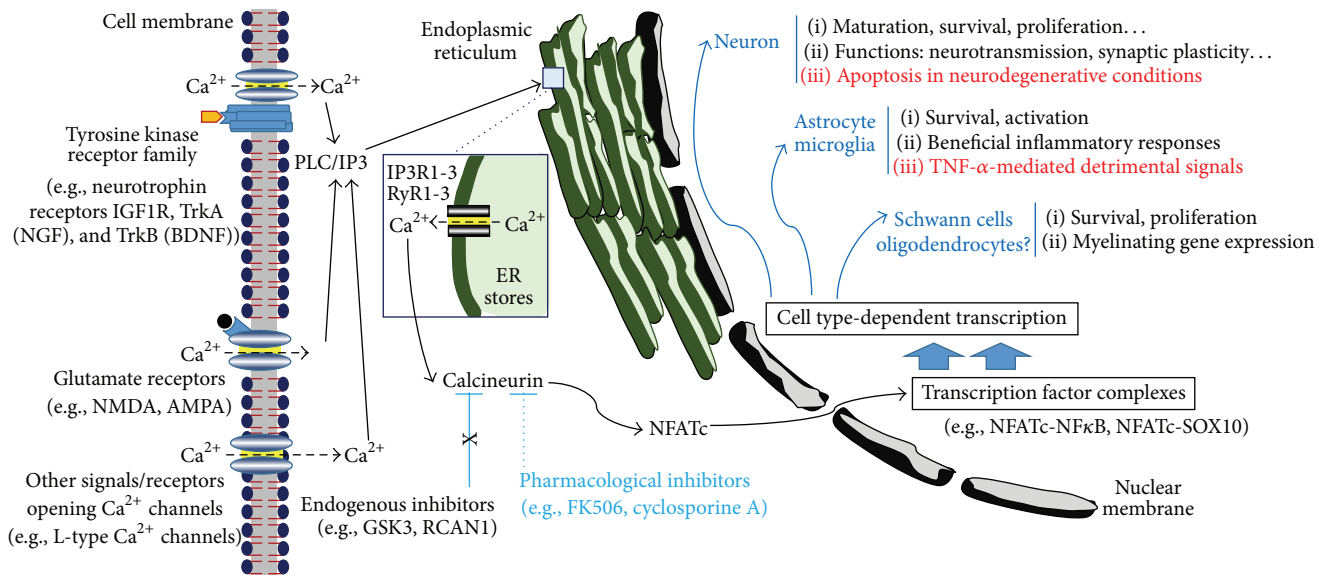 Cell membrane
Ca2+
Ca2+
Tyrosine kinase
receptor family
(e.g., neurotrophin
receptors IGF1R, TrkA
(NGF), and TrkB (BDNF))
PLC/IP3
Ca2+
Glutamate receptors
(e.g., NMDA, AMPA)
Ca2+
Ca2+
Other signals/receptors
opening Ca2+ channels
(e.g., L-type Ca2+ channels)
Endoplasmic
reticulum
IP3R1-3
RyR1-3
Ca2+
Ca2+
ER
stores
Calcineurin
X
Endogenous inhibitors
(e.g., GSK3, RCAN1)
Pharmacological inhibitors
(e.g., FK506, cyclosporine A)
NFATc
Neuron
(i) Maturation, survival, proliferation…
(ii) Functions: neurotransmission, synaptic plasticity…
(iii) Apoptosis in neurodegenerative conditions
Astrocyte
microglia
(i) Survival, activation
(ii) Beneficial inflammatory responses
(iii) TNF-α-mediated detrimental signals
Schwann cells
oligodendrocytes?
(i) Survival, proliferation
(ii) Myelinating gene expression
Cell type-dependent transcription
Transcription factor complexes
(e.g., NFATc-NFκB, NFATc-SOX10)
Nuclear
membrane